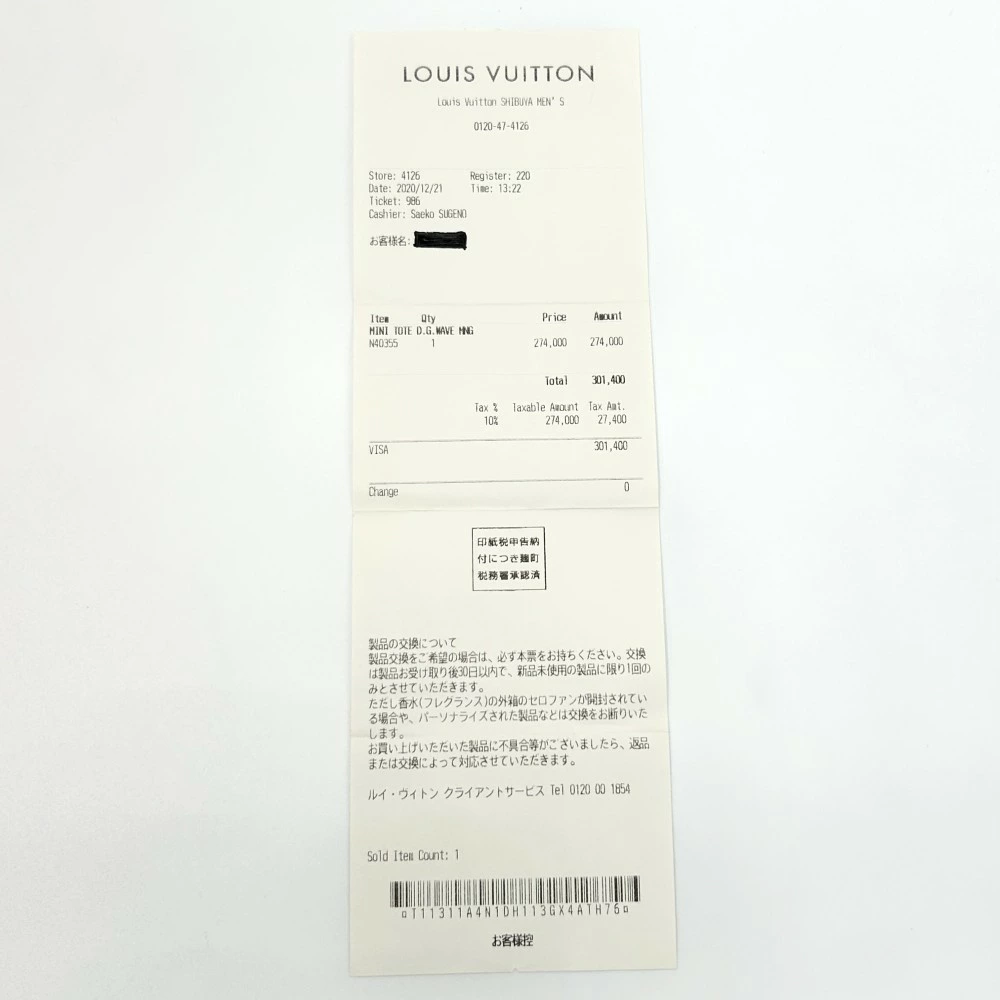 LOUIS VUITTON
Louis Vuitton SHIBUYA MEN'S
0120-47-4126
Store: 4126 Register: 220
Date: 2020/12/21 Time: 13:22
Ticket: 986
Cashier: Saeko SUGENO
お客様名:
Item Qty Price Amount
MINI TOTE D.G.WAVE MNG
N40355 1 274,000 274,000
Total 301,400
Tax % Taxable Amount Tax Amt.
10% 274,000 27,400
VISA 301,400
Change 0
印紙税申告納
付につき麹町
税務署承認済
製品の交換について
製品交換をご希望の場合は、必ず本票をお持ちください。交換
は製品お受け取り後30日以内で、新品未使用の製品に限り1回の
みとさせていただきます。
ただし香水(フレグランス)の外箱のセロファンが開封されてい
る場合や、パーソナライズされた製品などは交換をお断りいた
します。
お買い上げいただいた製品に不具合等がございましたら、返品
または交換によって対応させていただきます。
ルイ・ヴィトン クライアントサービス Tel 0120 00 1854
Sold Item Count: 1
¤T11311A4N1DH113GX4ATH76¤
お客様控